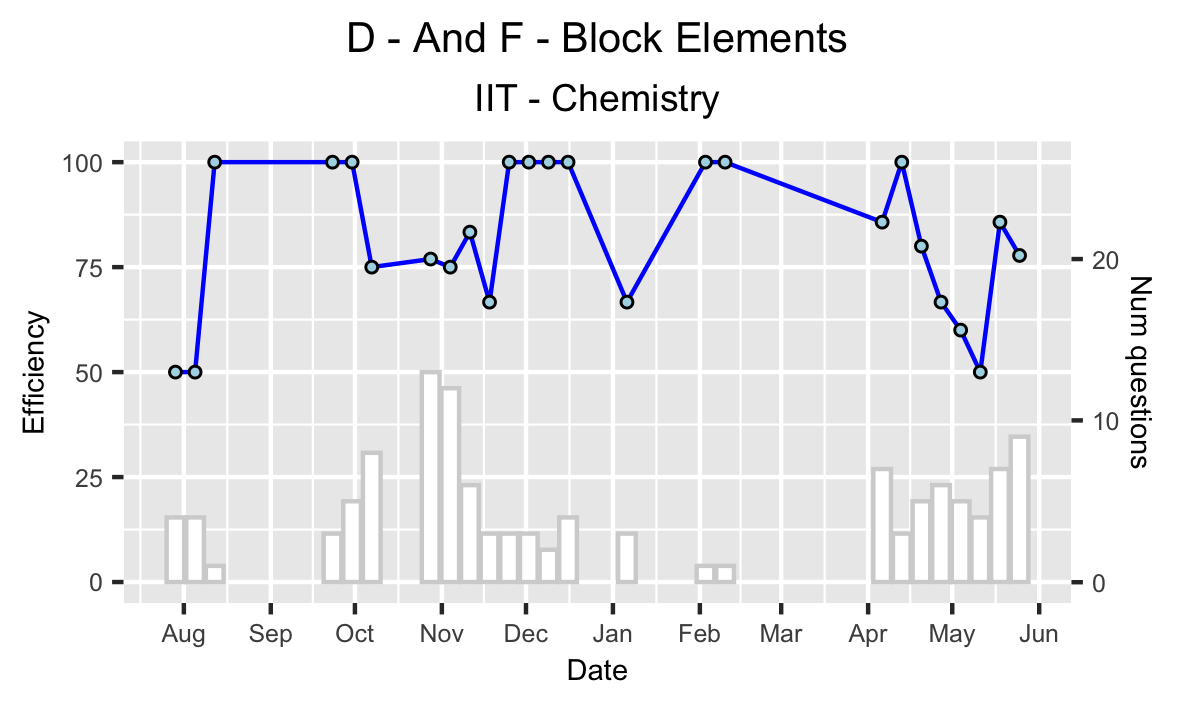 D - And F - Block Elements
IIT - Chemistry
100
75
50
25
0
Efficiency
20
10
0
Num questions
Aug Sep Oct Nov Dec Jan Feb Mar Apr May Jun
Date